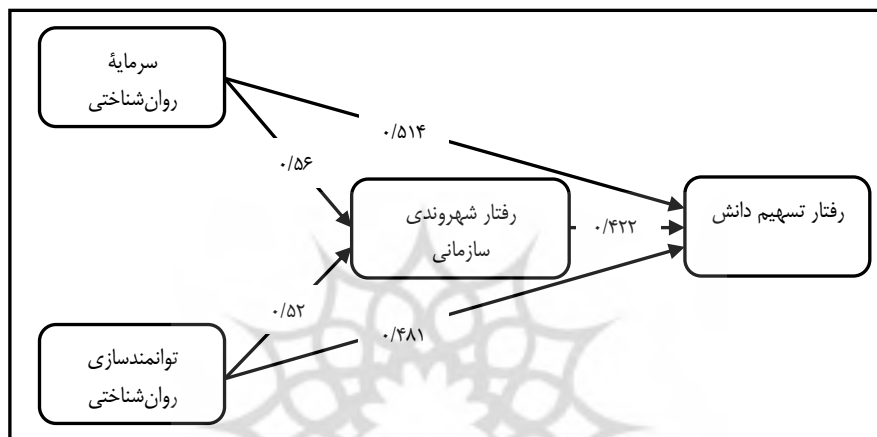 سرمایۀ
روان‌شناختی
۰/۵۱۴
۰/۵۶
رفتار شهروندی
سازمانی
۰/۴۲۲
رفتار تسهیم دانش
۰/۵۲
۰/۴۸۱
توانمندسازی
روان‌شناختی